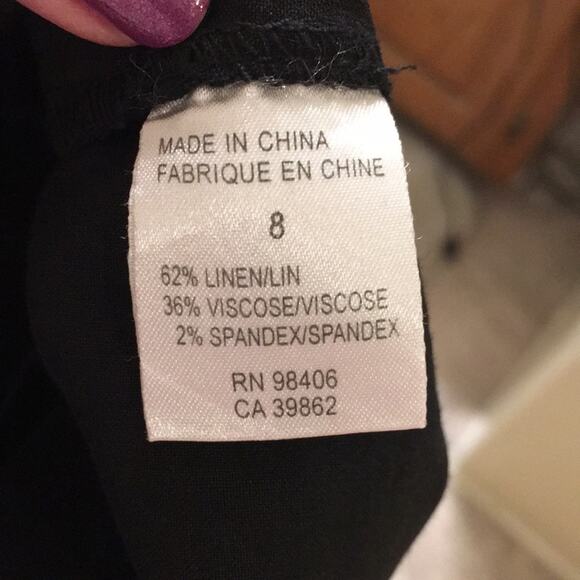 MADE IN CHINA
FABRIQUE EN CHINE
8
62% LINEN/LIN
36% VISCOSE/VISCOSE
2% SPANDEX/SPANDEX
RN 98406
CA 39862